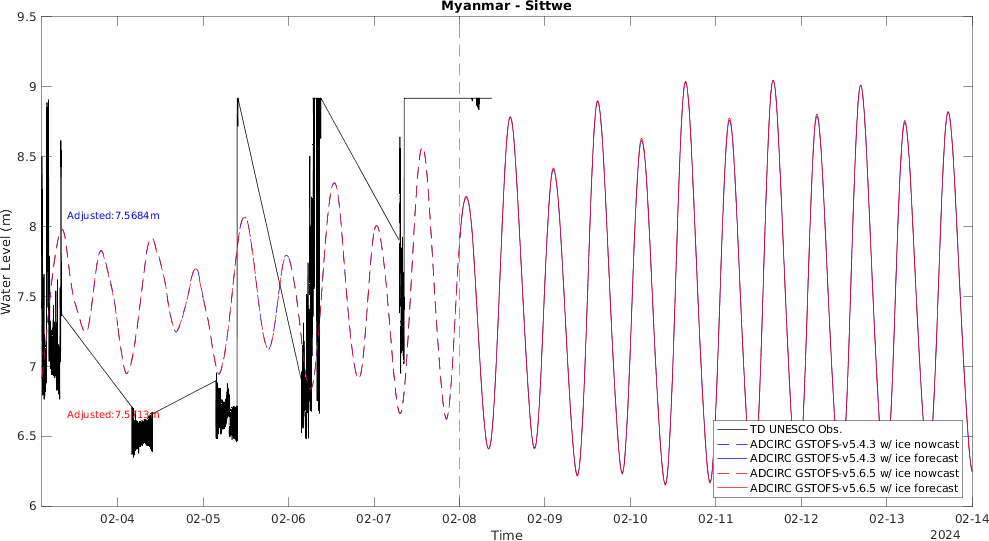 Myanmar - Sittwe
9.5
9
8.5
8
7.5
7
6.5
6
Water Level (m)
Adjusted:7.5684m
TD UNESCO Obs.
ADCIRC GSTOFS-v5.4.3 w/ ice nowcast
ADCIRC GSTOFS-v5.4.3 w/ ice forecast
ADCIRC GSTOFS-v5.6.5 w/ ice nowcast
ADCIRC GSTOFS-v5.6.5 w/ ice forecast
02-04 02-05 02-06 02-07 02-08 02-09 02-10 02-11 02-12 02-13 02-14
Time
2024